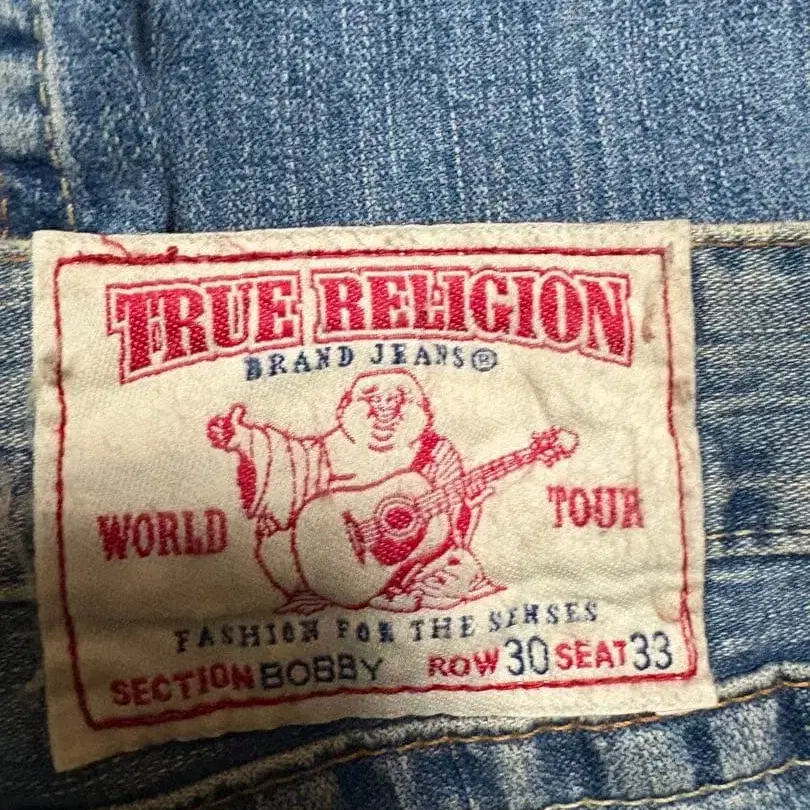 TRUE RELIGION
BRAND JEANS®
WORLD TOUR
FASHION FOR THE SENSES
SECTION BOBBY ROW 30 SEAT 33